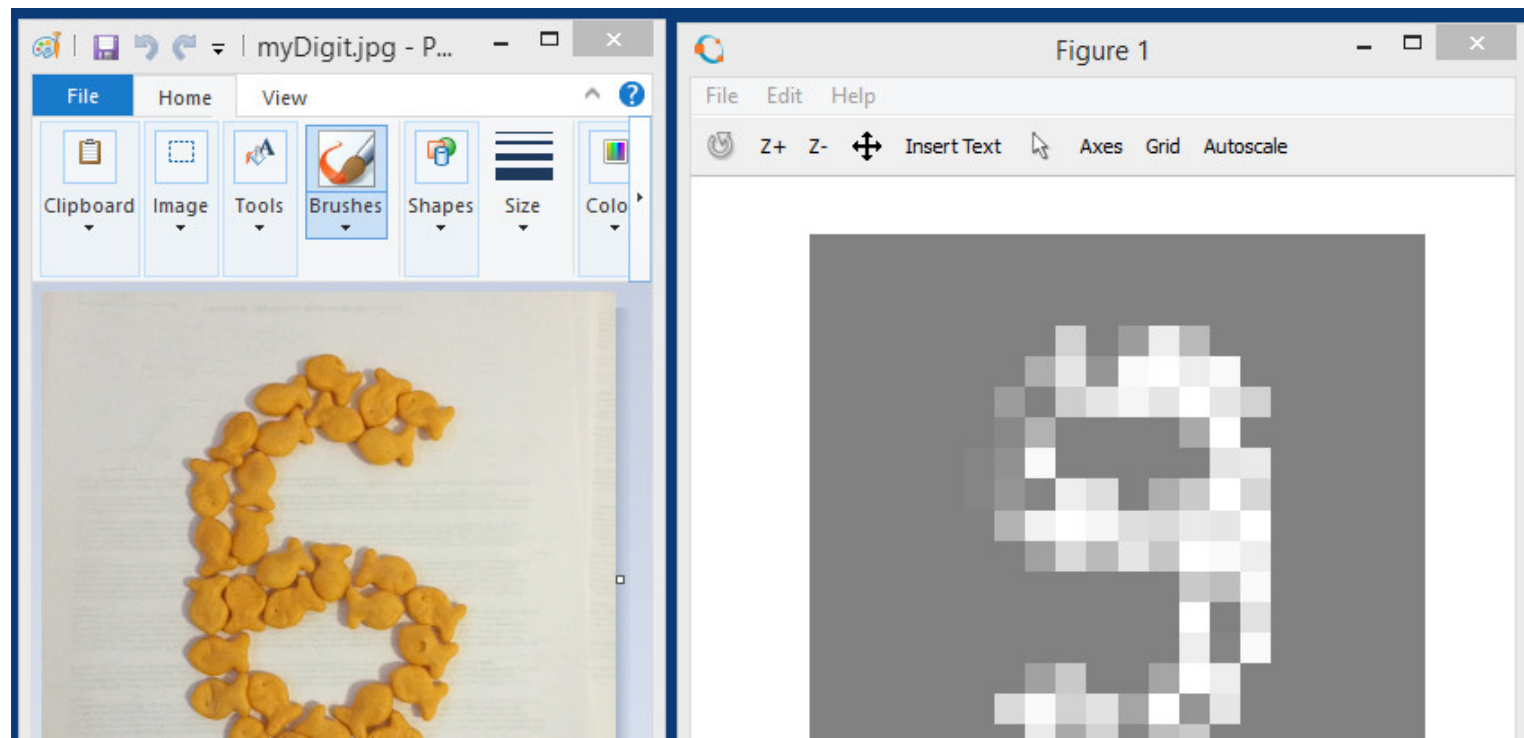 myDigit.jpg - P...
File Home View
Clipboard Image Tools Brushes Shapes Size Colo
Figure 1
File Edit Help
Z+ Z- Insert Text Axes Grid Autoscale